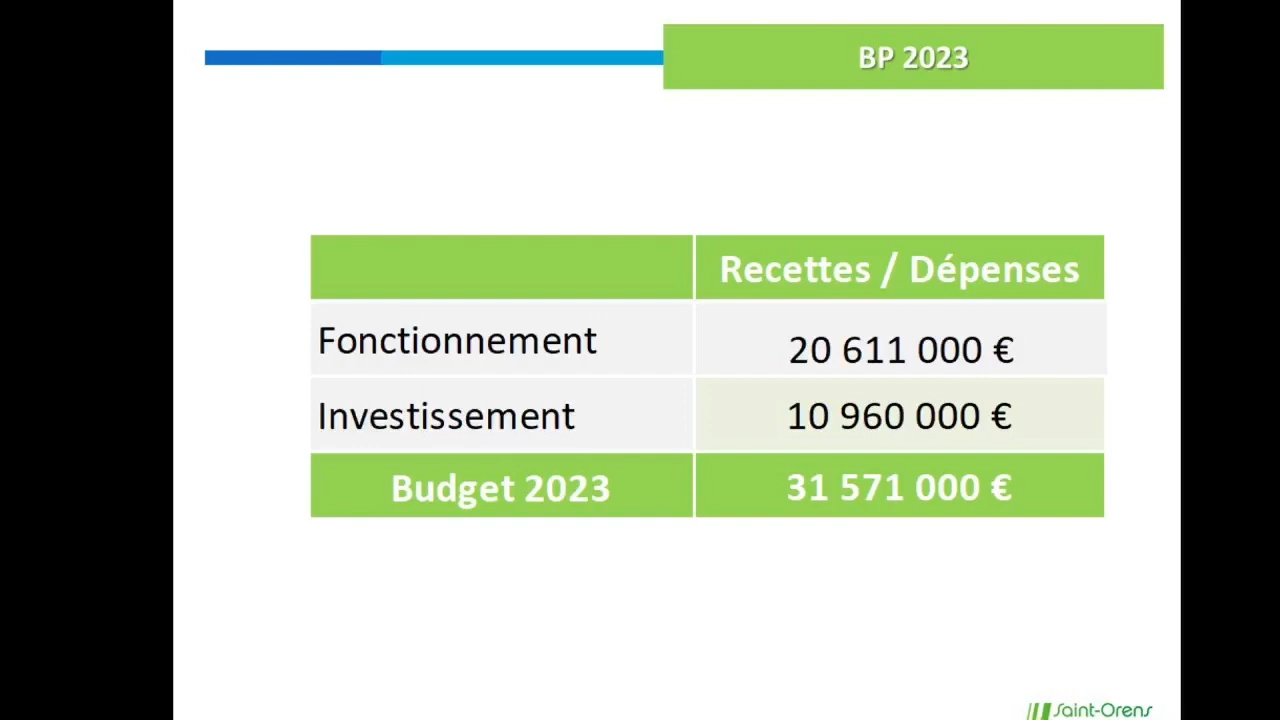 BP 2023
Recettes / Dépenses
Fonctionnement 20 611 000 €
Investissement 10 960 000 €
Budget 2023 31 571 000 €
Saint-Orens